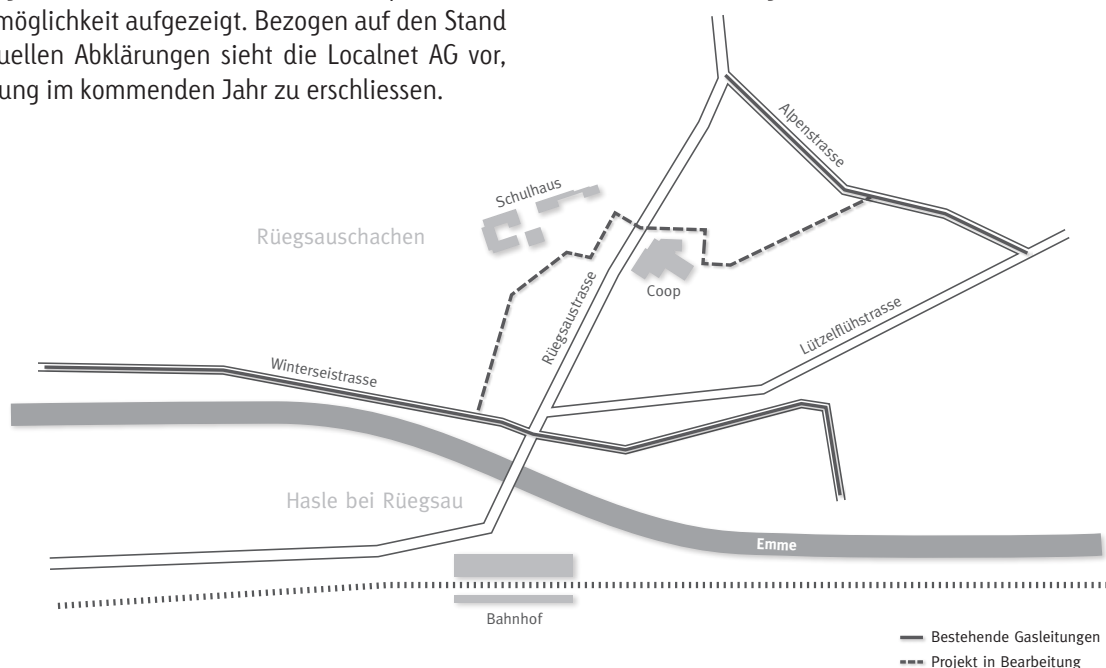 möglichkeit aufgezeigt. Bezogen auf den Stand
uellen Abklärungen sieht die Localnet AG vor,
ung im kommenden Jahr zu erschliessen.
Alpenstrasse
Schulhaus
Rüegsauschachen
Coop
Rüegsaustrasse
Lützelflühstrasse
Winterseistrasse
Hasle bei Rüegsau
Emme
Bahnhof
Bestehende Gasleitungen
Projekt in Bearbeitung